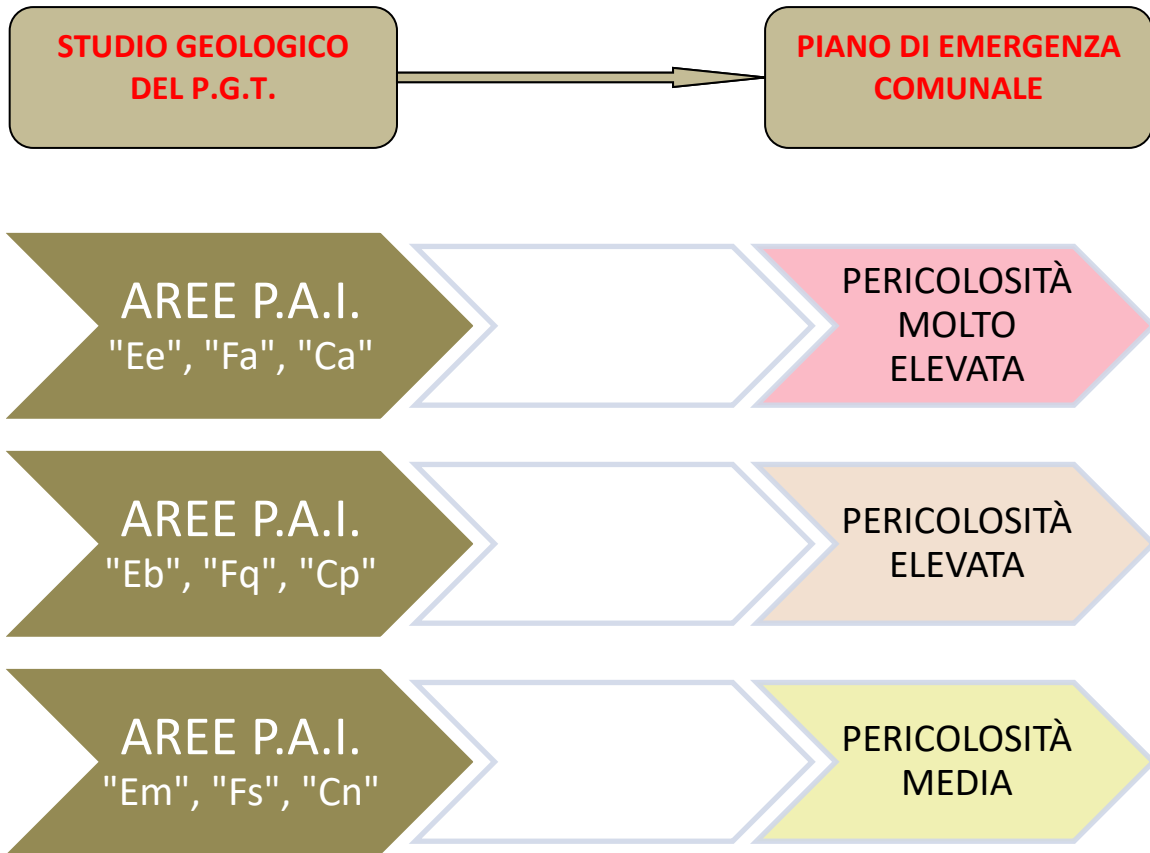 STUDIO GEOLOGICO
DEL P.G.T.
PIANO DI EMERGENZA
COMUNALE
AREE P.A.I.
"Ee", "Fa", "Ca"
PERICOLOSITÀ
MOLTO
ELEVATA
AREE P.A.I.
"Eb", "Fq", "Cp"
PERICOLOSITÀ
ELEVATA
AREE P.A.I.
"Em", "Fs", "Cn"
PERICOLOSITÀ
MEDIA